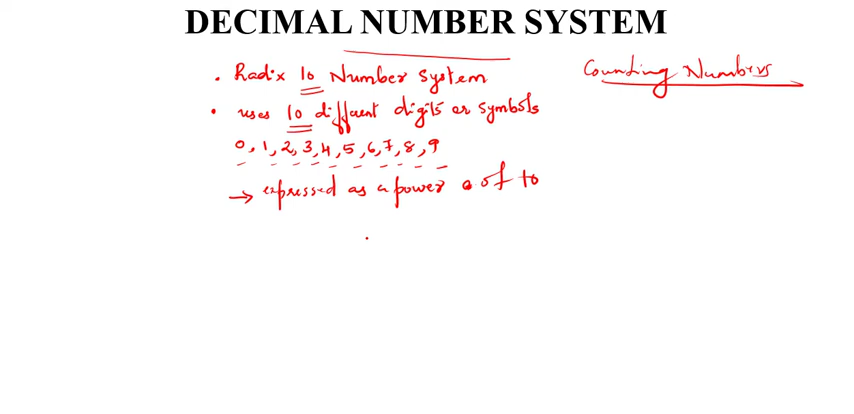 DECIMAL NUMBER SYSTEM
• Radix 10 Number System
Counting Numbers
• uses 10 different digits or symbols
0, 1, 2, 3, 4, 5, 6, 7, 8, 9
→ expressed as a power of 10